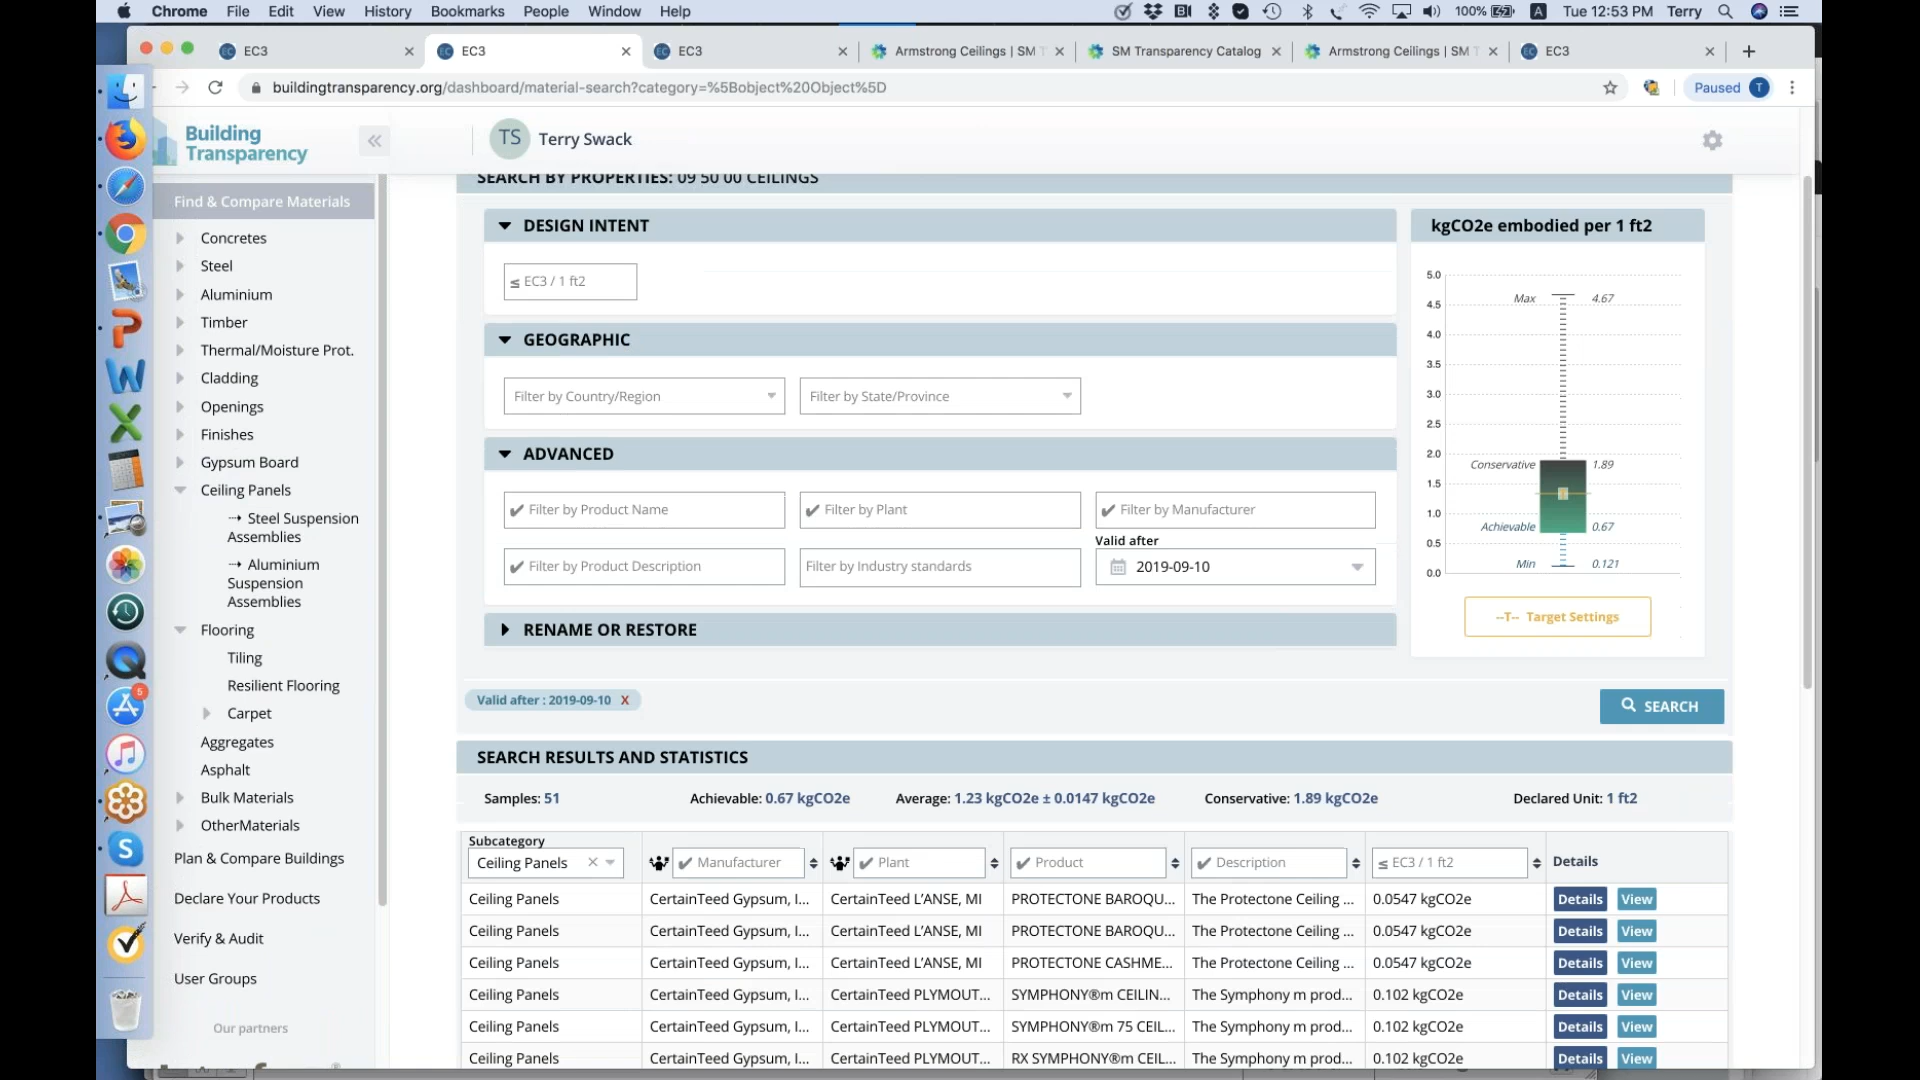 Chrome File Edit View History Bookmarks People Window Help 100% A Tue 12:53 PM Terry
EC3 EC3 EC3 Armstrong Ceilings | SM T SM Transparency Catalog Armstrong Ceilings | SM T EC3
buildingtransparency.org/dashboard/material-search?category=%5Bobject%20Object%5D Paused T
Building
Transparency
TS Terry Swack
Find & Compare Materials
Concretes
Steel
Aluminium
Timber
Thermal/Moisture Prot.
Cladding
Openings
Finishes
Gypsum Board
Ceiling Panels
⇢ Steel Suspension
Assemblies
⇢ Aluminium
Suspension
Assemblies
Flooring
Tiling
Resilient Flooring
Carpet
Aggregates
Asphalt
Bulk Materials
OtherMaterials
Plan & Compare Buildings
Declare Your Products
Verify & Audit
User Groups
Our partners
5
SEARCH BY PROPERTIES: 09 50 00 CEILINGS
DESIGN INTENT
≤ EC3 / 1 ft2
GEOGRAPHIC
Filter by Country/Region Filter by State/Province
ADVANCED
Filter by Product Name Filter by Plant Filter by Manufacturer
Valid after
Filter by Product Description Filter by Industry standards 2019-09-10
RENAME OR RESTORE
kgCO2e embodied per 1 ft2
5.0
4.5 Max 4.67
4.0
3.5
3.0
2.5
2.0
Conservative 1.89
1.5
1.0
Achievable 0.67
0.5
Min 0.121
0.0
--T-- Target Settings
Valid after : 2019-09-10 X
SEARCH
SEARCH RESULTS AND STATISTICS
Samples: 51 Achievable: 0.67 kgCO2e Average: 1.23 kgCO2e ± 0.0147 kgCO2e Conservative: 1.89 kgCO2e Declared Unit: 1 ft2
Subcategory
Ceiling Panels Manufacturer Plant Product Description ≤ EC3 / 1 ft2 Details
Ceiling Panels CertainTeed Gypsum, I... CertainTeed L'ANSE, MI PROTECTONE BAROQU... The Protectone Ceiling ... 0.0547 kgCO2e Details View
Ceiling Panels CertainTeed Gypsum, I... CertainTeed L'ANSE, MI PROTECTONE BAROQU... The Protectone Ceiling ... 0.0547 kgCO2e Details View
Ceiling Panels CertainTeed Gypsum, I... CertainTeed L'ANSE, MI PROTECTONE CASHME... The Protectone Ceiling ... 0.0547 kgCO2e Details View
Ceiling Panels CertainTeed Gypsum, I... CertainTeed PLYMOUT... SYMPHONY®m CEILIN... The Symphony m prod... 0.102 kgCO2e Details View
Ceiling Panels CertainTeed Gypsum, I... CertainTeed PLYMOUT... SYMPHONY®m 75 CEIL... The Symphony m prod... 0.102 kgCO2e Details View
Ceiling Panels CertainTeed Gypsum, I... CertainTeed PLYMOUT... RX SYMPHONY®m CEIL... The Symphony m prod... 0.102 kgCO2e Details View